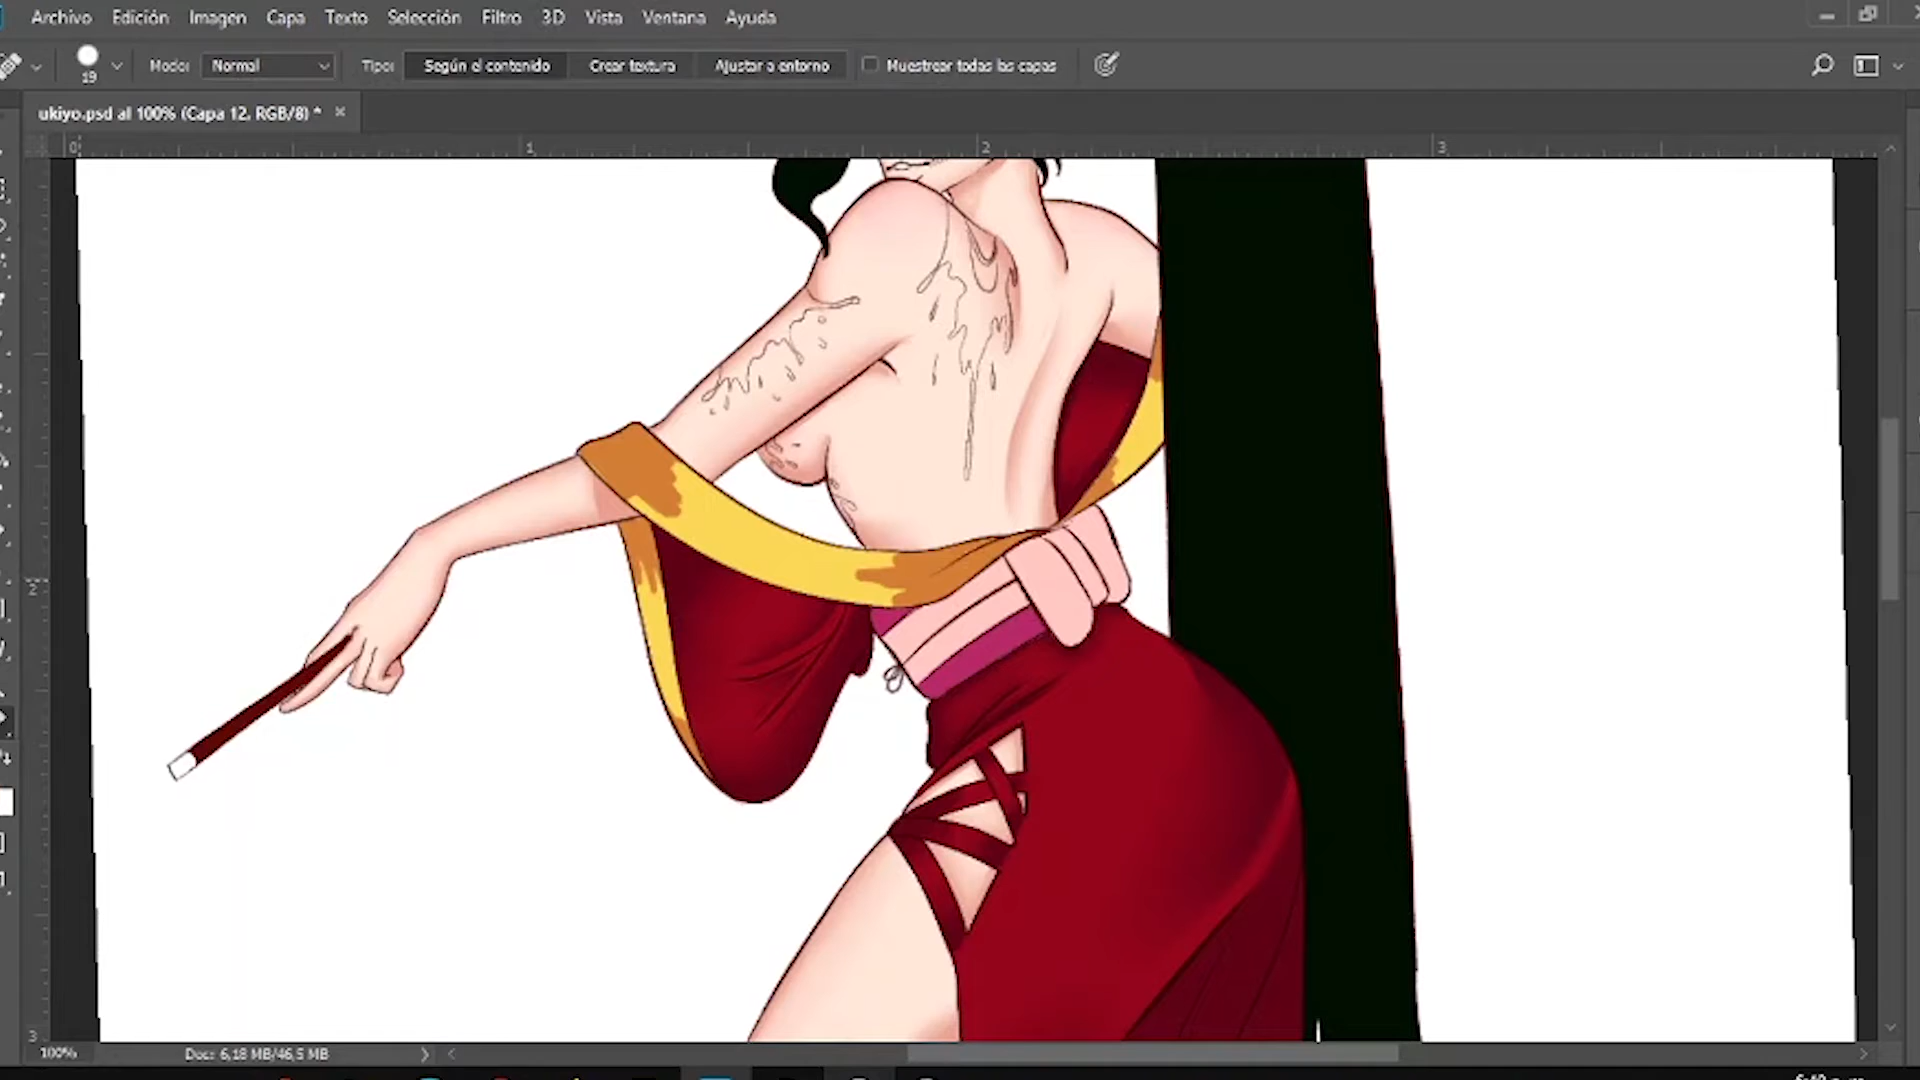 Archivo Edición Imagen Capa Texto Selección Filtro 3D Vista Ventana Ayuda
19 Modo: Normal Tipo: Según el contenido Crear textura Ajustar a entorno Muestrear todas las capas
ukiyo.psd al 100% (Capa 12, RGB/8) *
0 1 2 3
2
3
100% Doc: 6,18 MB/46,5 MB